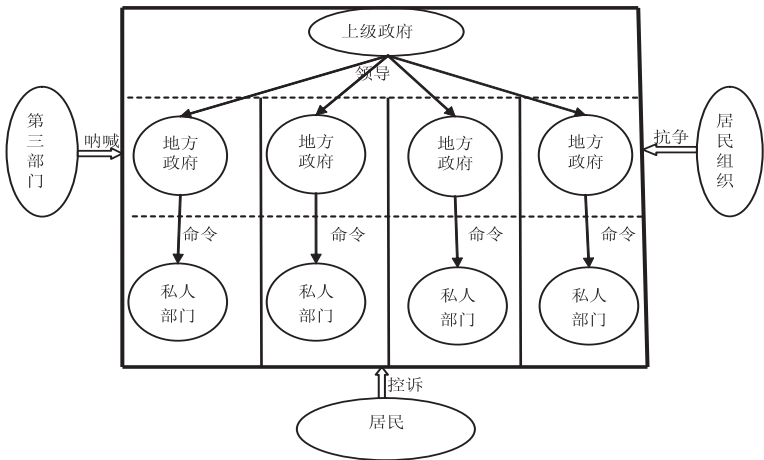 上级政府
领导
第三部门
呐喊
地方
政府
地方
政府
地方
政府
地方
政府
抗争
居民组织
命令
命令
命令
命令
私人
部门
私人
部门
私人
部门
私人
部门
控诉
居民